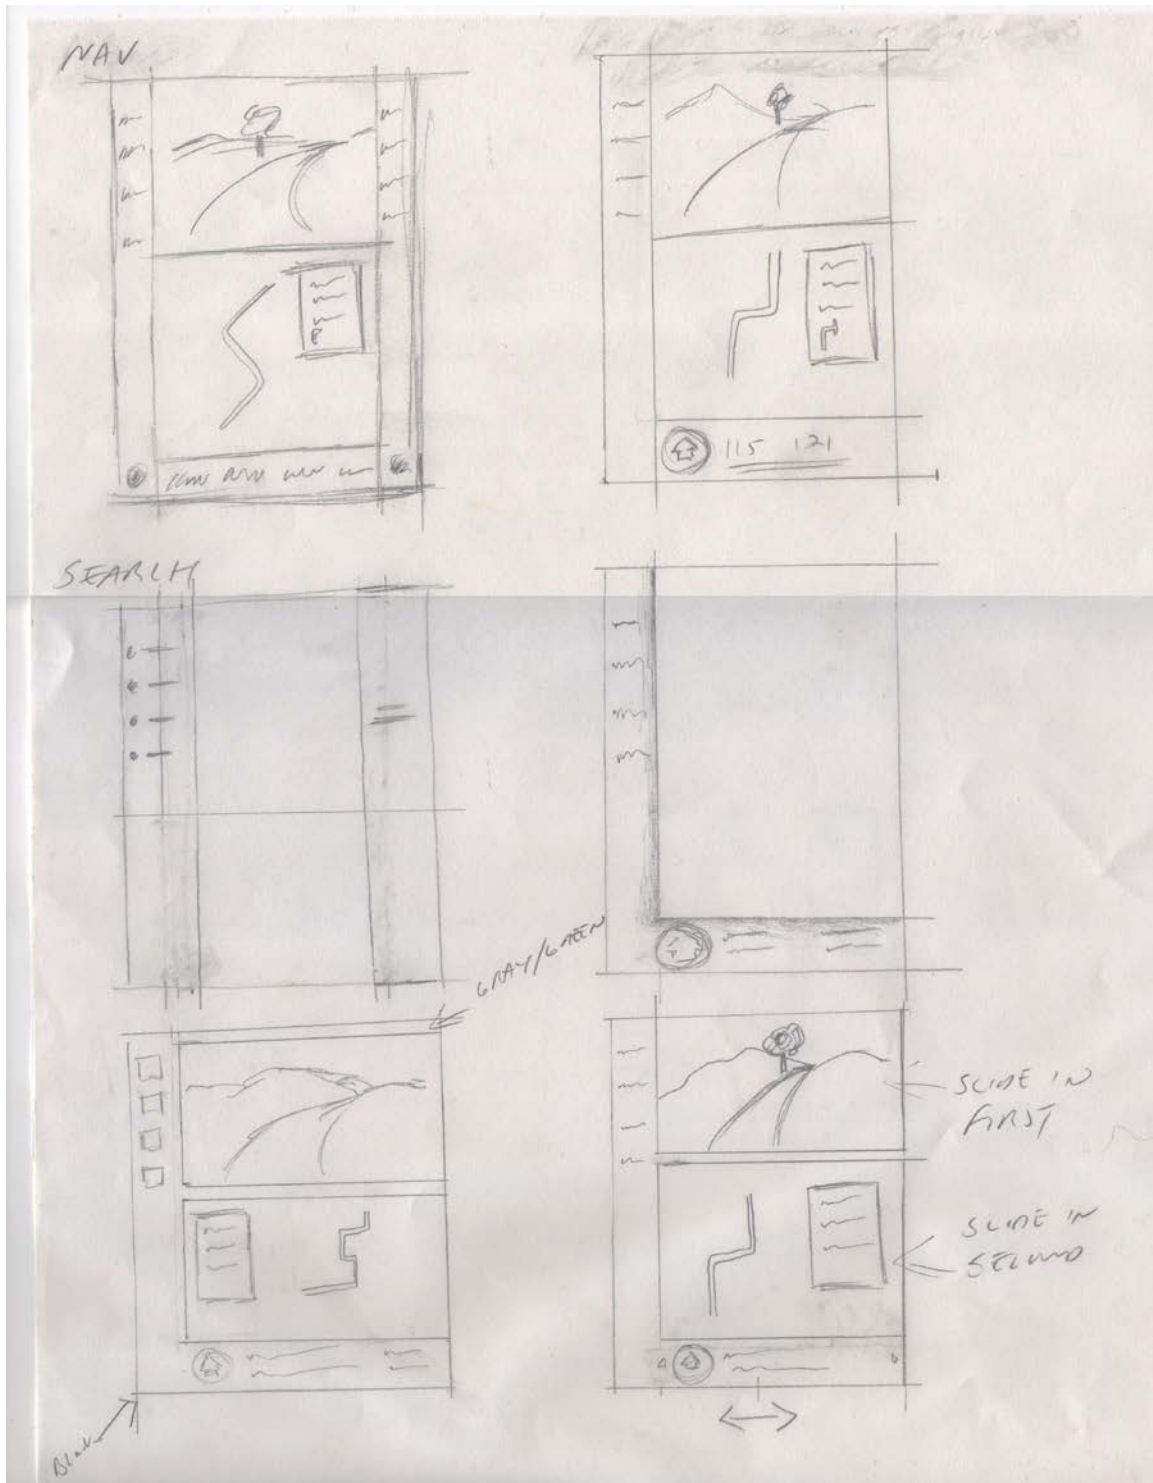 NAV
115 121
SEARCH
GRAY/GREEN
SLIDE IN
FIRST
SLIDE IN
SECOND